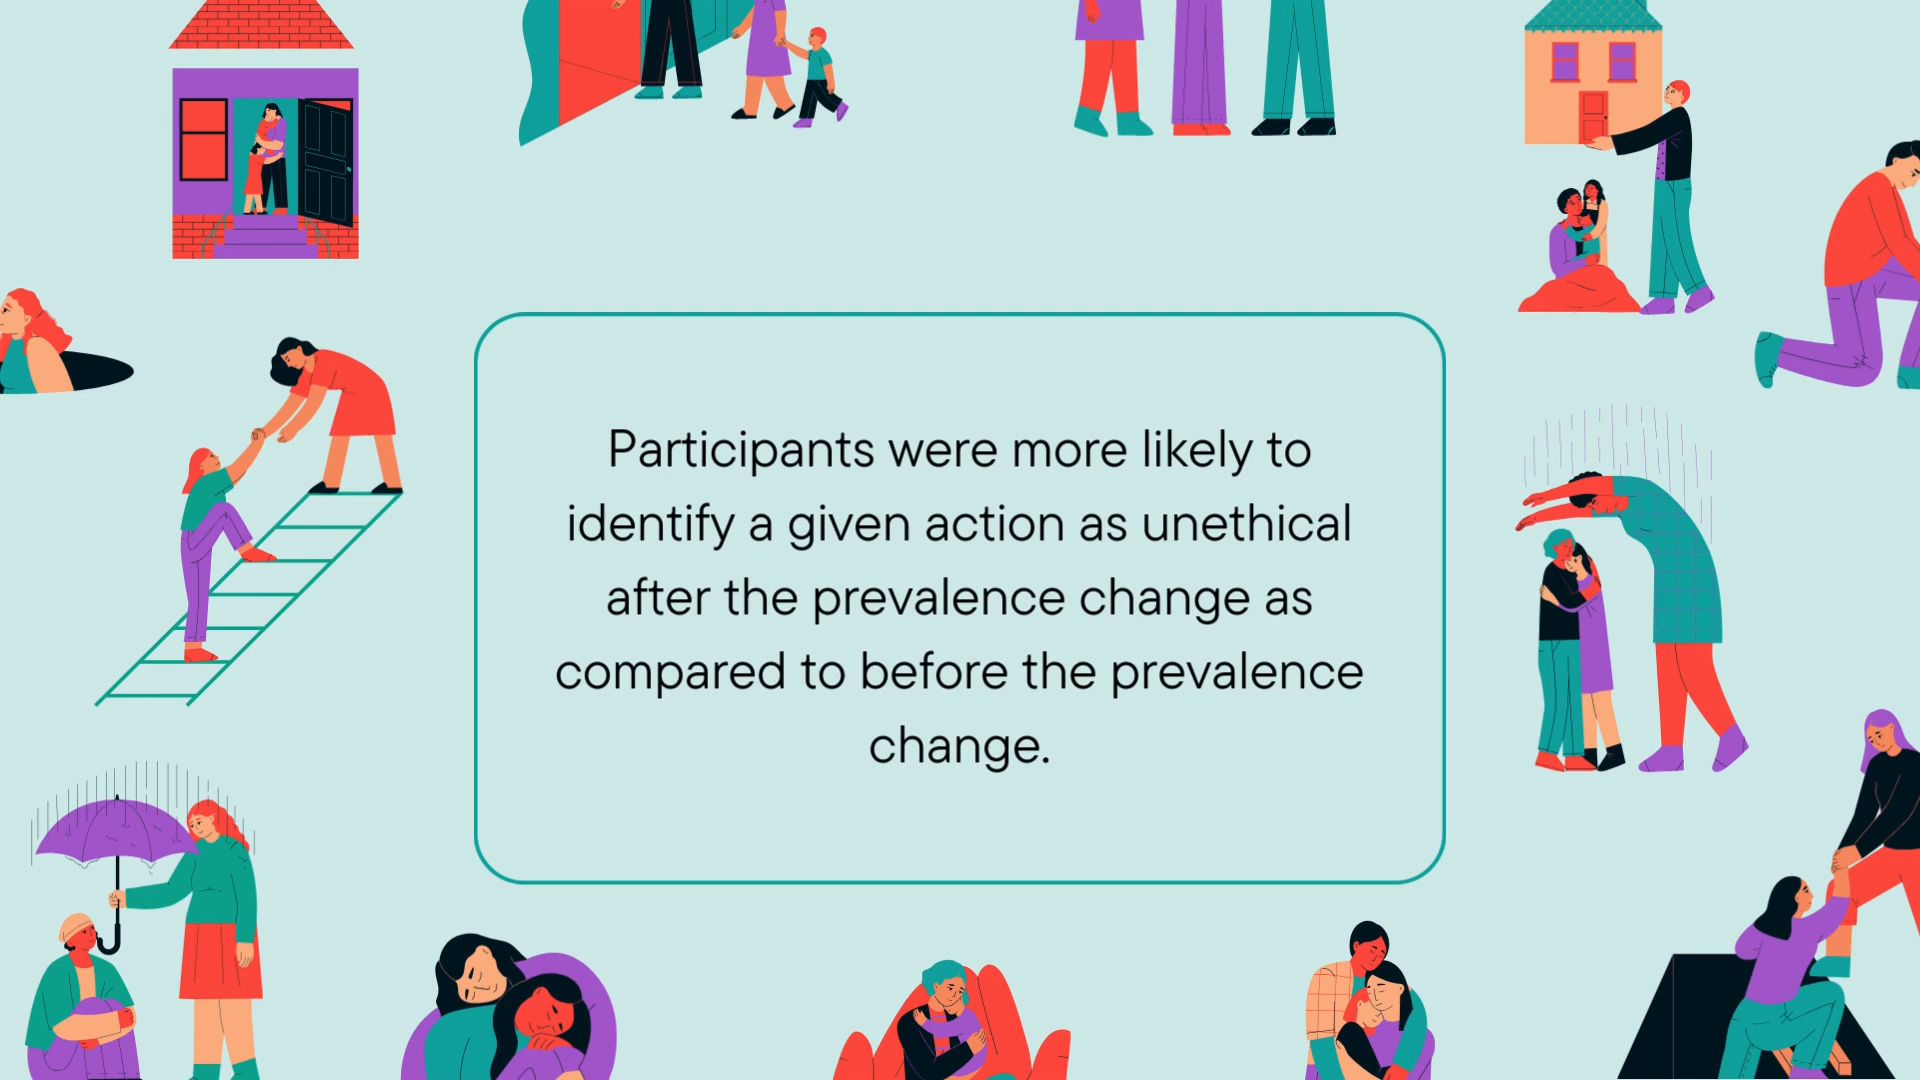 Participants were more likely to
identify a given action as unethical
after the prevalence change as
compared to before the prevalence
change.